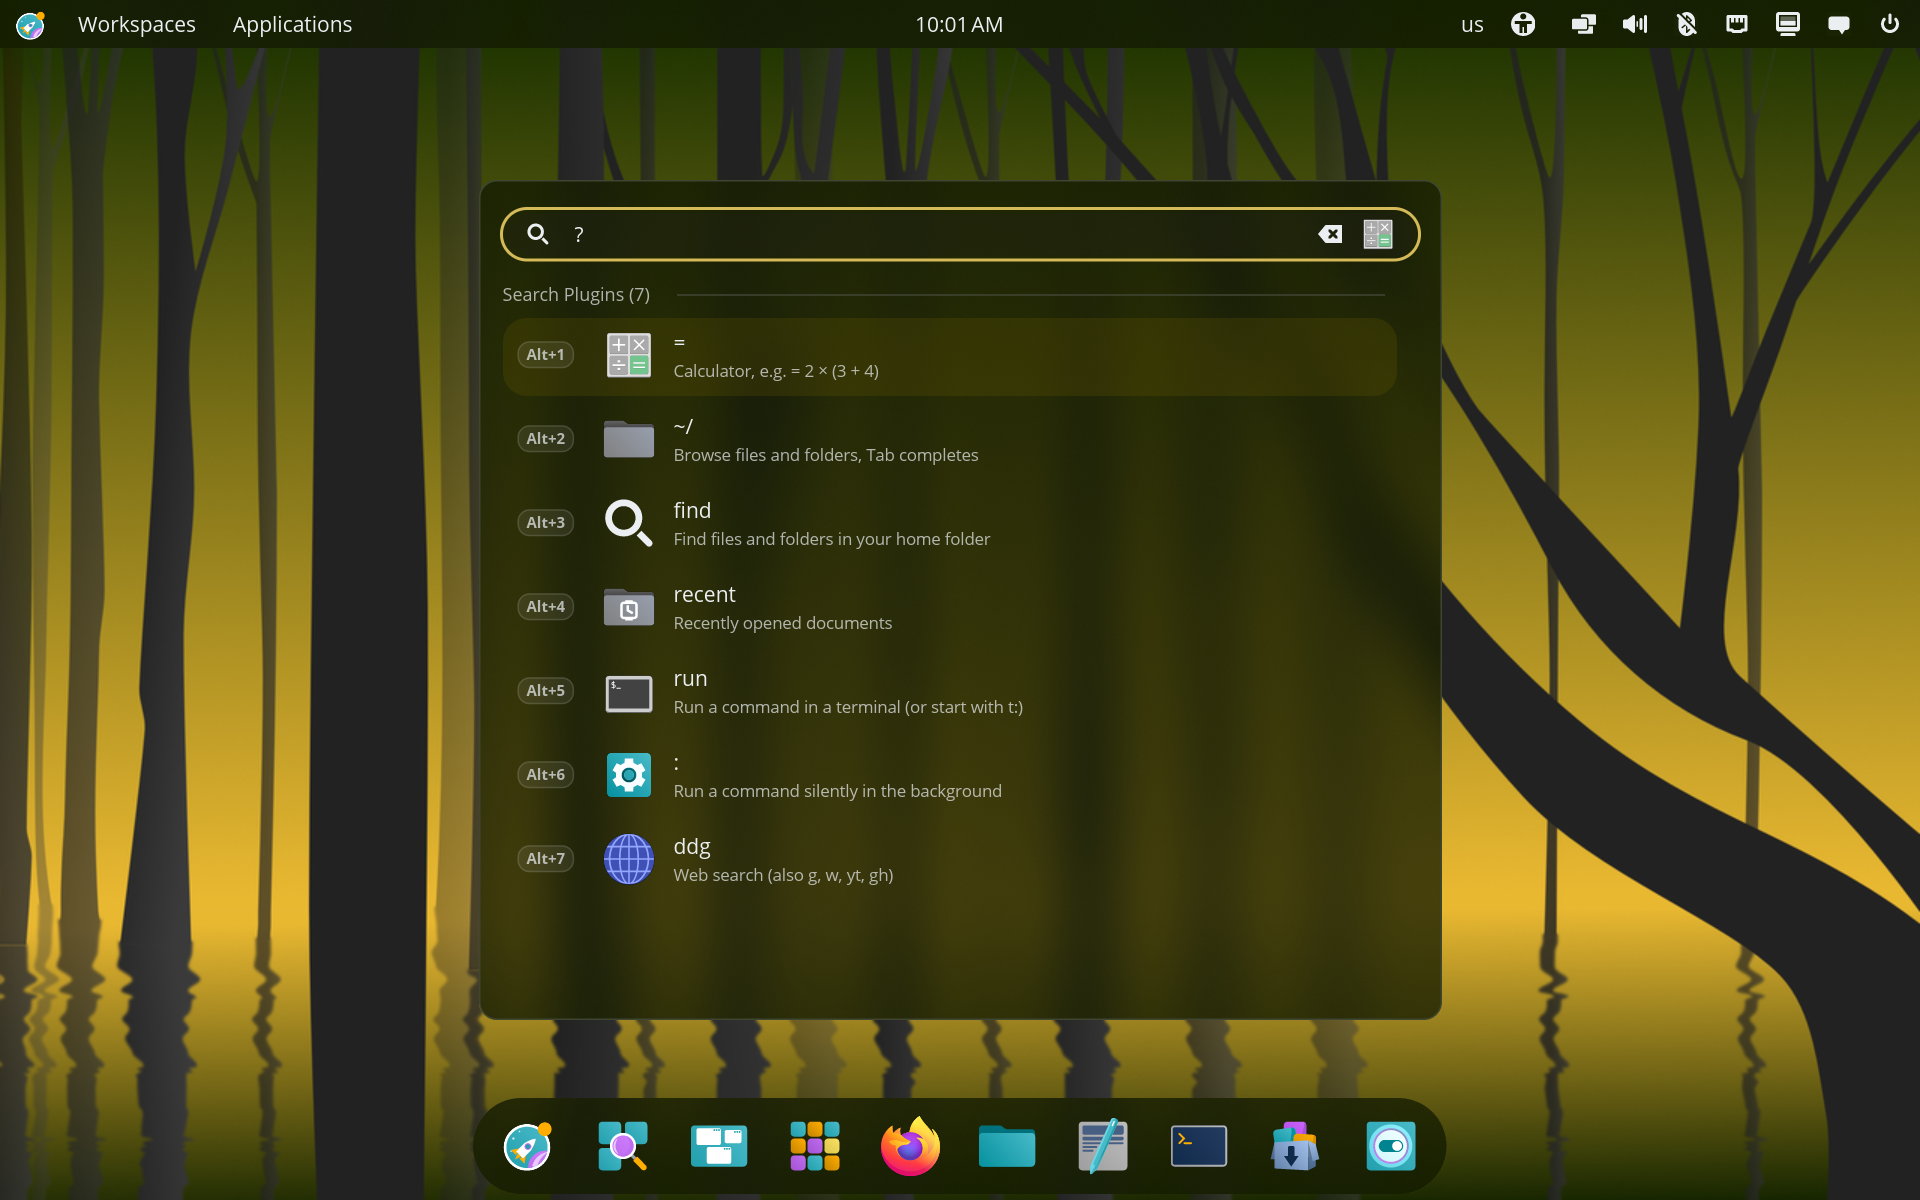 Workspaces Applications 10:01 AM us
?
Search Plugins (7)
Alt+1 =
Calculator, e.g. = 2 × (3 + 4)
Alt+2 ~/
Browse files and folders, Tab completes
Alt+3 find
Find files and folders in your home folder
Alt+4 recent
Recently opened documents
Alt+5 run
Run a command in a terminal (or start with t:)
Alt+6 :
Run a command silently in the background
Alt+7 ddg
Web search (also g, w, yt, gh)